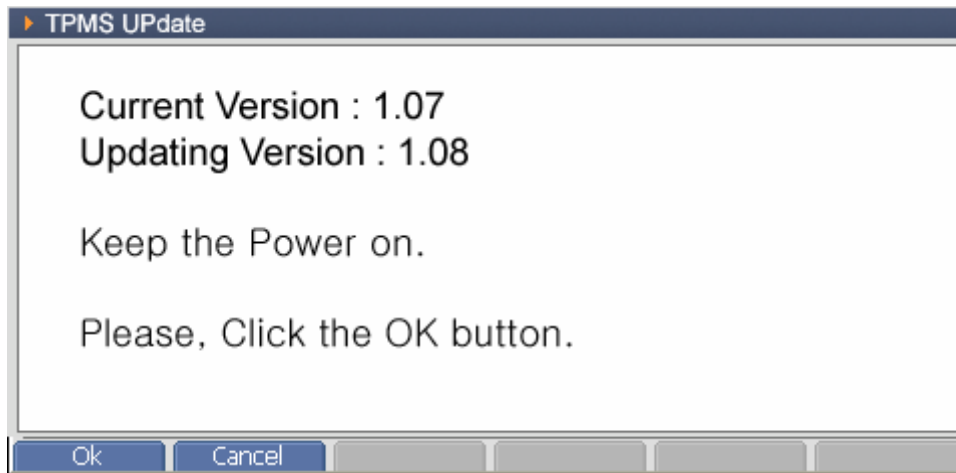 TPMS UPdate
Current Version : 1.07
Updating Version : 1.08
Keep the Power on.
Please, Click the OK button.
Ok Cancel